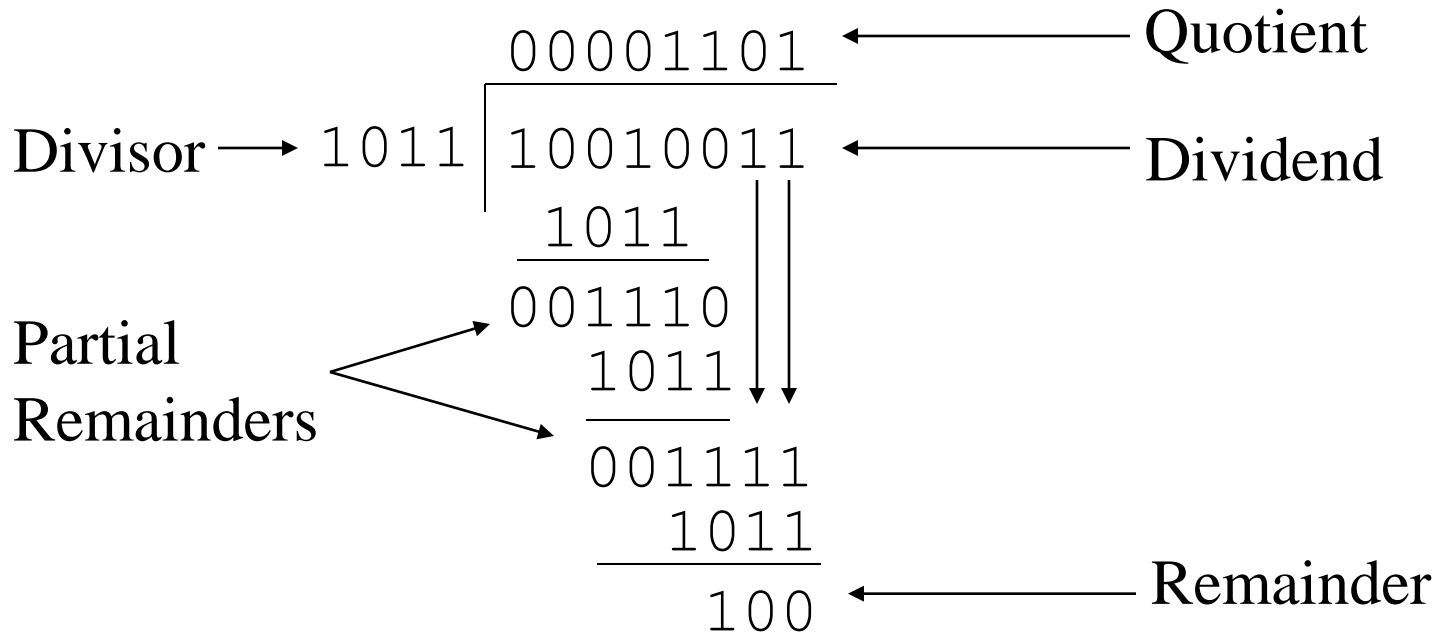 00001101 Quotient
Divisor 1011 10010011 Dividend
1011
001110
Partial
Remainders
1011
001111
1011
100 Remainder